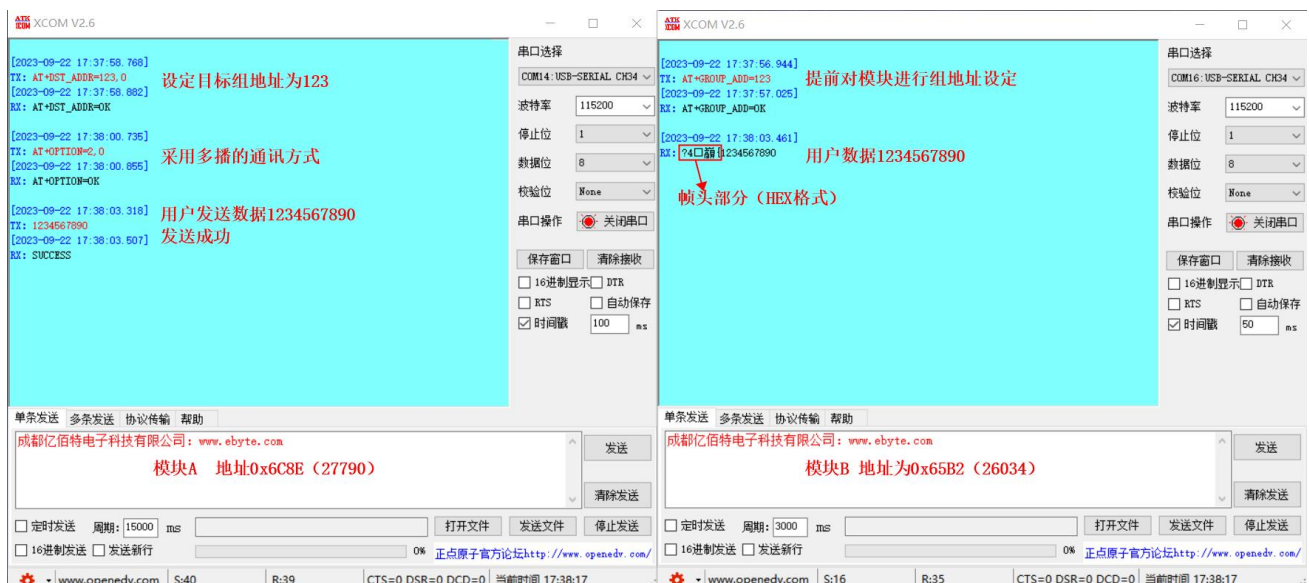 XCOM V2.6
[2023-09-22 17:37:58.768]
TX: AT+DST_ADDR=123,0
设定目标组地址为123
[2023-09-22 17:37:58.882]
RX: AT+DST_ADDR=OK
[2023-09-22 17:38:00.735]
TX: AT+OPTION=2,0
采用多播的通讯方式
[2023-09-22 17:38:00.855]
RX: AT+OPTION=OK
[2023-09-22 17:38:03.318]
用户发送数据1234567890
TX: 1234567890
发送成功
[2023-09-22 17:38:03.507]
RX: SUCCESS
串口选择
COM14:USB-SERIAL CH34
波特率 115200
停止位 1
数据位 8
校验位 None
串口操作 关闭串口
保存窗口 清除接收
16进制显示 DTR
RTS 自动保存
时间戳 100 ms
单条发送 多条发送 协议传输 帮助
成都亿佰特电子科技有限公司：www.ebyte.com
模块A 地址0x6C8E（27790）
发送
清除发送
定时发送 周期: 15000 ms 打开文件 发送文件 停止发送
16进制发送 发送新行 0% 正点原子官方论坛http://www.openedv.com/
www.openedv.com S:40 R:39 CTS=0 DSR=0 DCD=0 当前时间 17:38:17
XCOM V2.6
[2023-09-22 17:37:56.944]
TX: AT+GROUP_ADD=123
提前对模块进行组地址设定
[2023-09-22 17:37:57.025]
RX: AT+GROUP_ADD=OK
[2023-09-22 17:38:03.461]
RX: ?4 1234567890
用户数据1234567890
帧头部分（HEX格式）
串口选择
COM16:USB-SERIAL CH34
波特率 115200
停止位 1
数据位 8
校验位 None
串口操作 关闭串口
保存窗口 清除接收
16进制显示 DTR
RTS 自动保存
时间戳 50 ms
单条发送 多条发送 协议传输 帮助
成都亿佰特电子科技有限公司：www.ebyte.com
模块B 地址为0x65B2（26034）
发送
清除发送
定时发送 周期: 3000 ms 打开文件 发送文件 停止发送
16进制发送 发送新行 0% 正点原子官方论坛http://www.openedv.com/
www.openedv.com S:16 R:35 CTS=0 DSR=0 DCD=0 当前时间 17:38:17